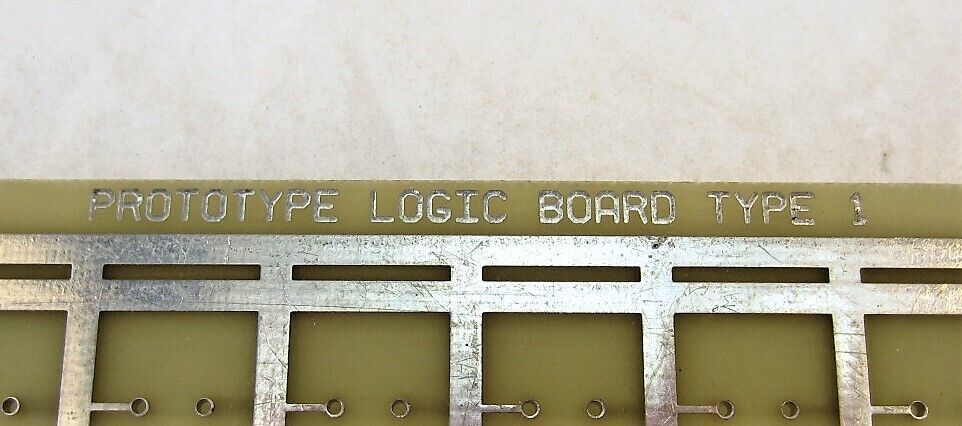 PROTOTYPE LOGIC BOARD TYPE 1